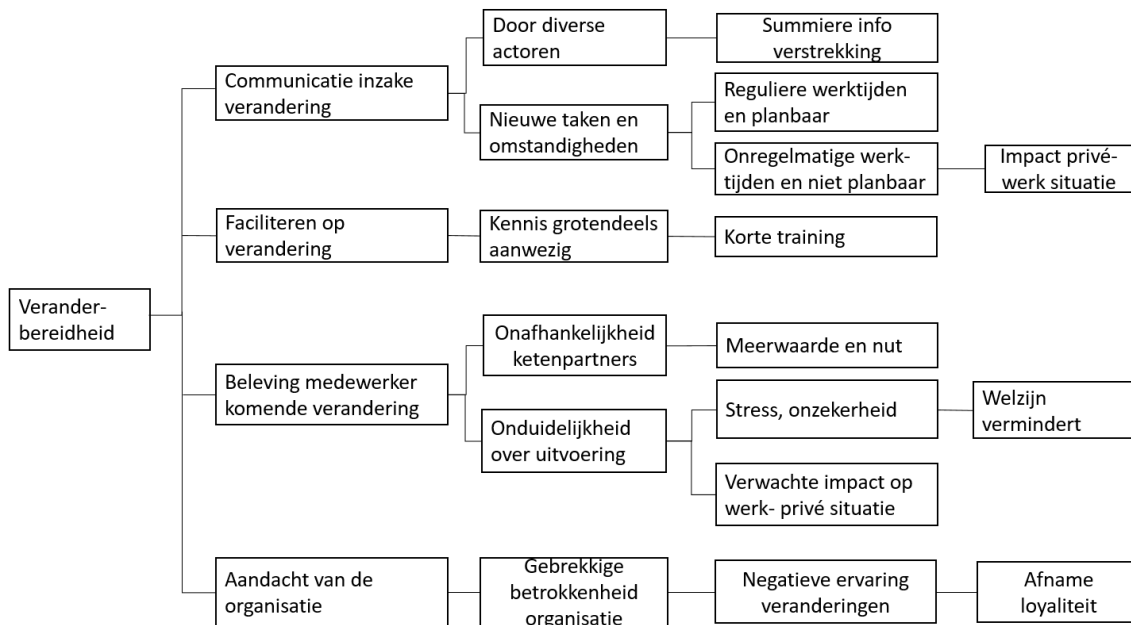 Door diverse
actoren
Summiere info
verstrekking
Communicatie inzake
verandering
Reguliere werktijden
en planbaar
Nieuwe taken en
omstandigheden
Onregelmatige werk-
tijden en niet planbaar
Impact privé-
werk situatie
Faciliteren op
verandering
Kennis grotendeels
aanwezig
Korte training
Verander-
bereidheid
Onafhankelijkheid
ketenpartners
Meerwaarde en nut
Beleving medewerker
komende verandering
Stress, onzekerheid
Welzijn
vermindert
Onduidelijkheid
over uitvoering
Verwachte impact op
werk- privé situatie
Aandacht van de
organisatie
Gebrekkige
betrokkenheid
organisatie
Negatieve ervaring
veranderingen
Afname
loyaliteit